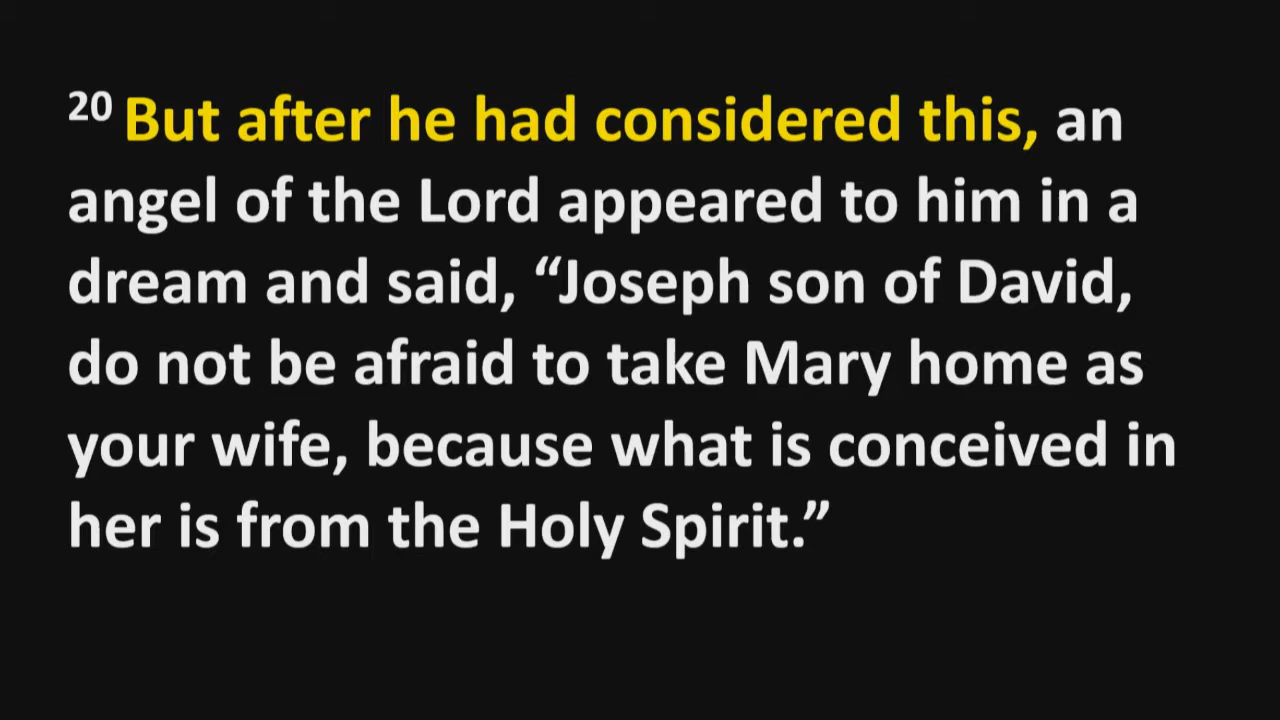 20 But after he had considered this, an
angel of the Lord appeared to him in a
dream and said, “Joseph son of David,
do not be afraid to take Mary home as
your wife, because what is conceived in
her is from the Holy Spirit.”